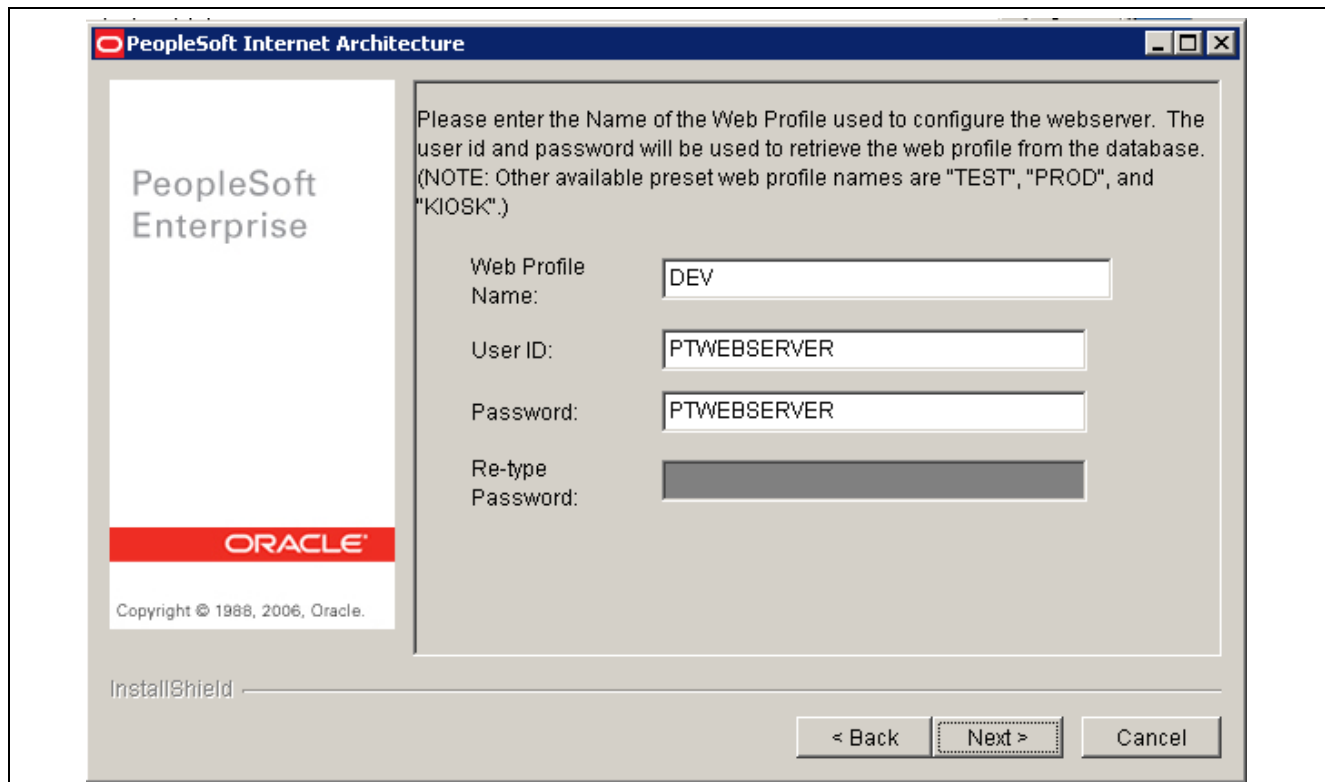 PeopleSoft Internet Architecture
PeopleSoft
Enterprise
ORACLE
Copyright © 1988, 2006, Oracle.
Please enter the Name of the Web Profile used to configure the webserver. The
user id and password will be used to retrieve the web profile from the database.
(NOTE: Other available preset web profile names are "TEST", "PROD", and
"KIOSK".)
Web Profile
Name:
DEV
User ID:
PTWEBSERVER
Password:
PTWEBSERVER
Re-type
Password:
InstallShield
< Back
Next >
Cancel